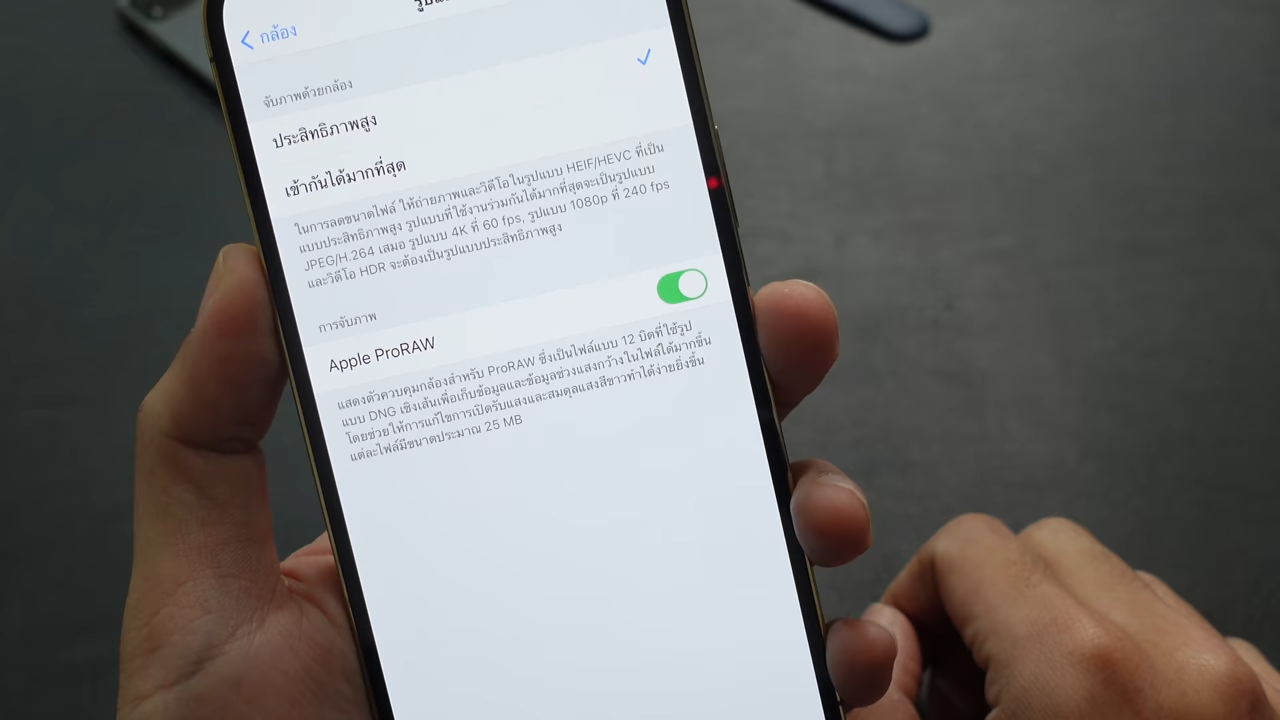 กล้อง
จับภาพด้วยกล้อง
ประสิทธิภาพสูง
เข้ากันได้มากที่สุด
ในการลดขนาดไฟล์ ให้ถ่ายภาพและวิดีโอในรูปแบบ HEIF/HEVC ที่เป็น
แบบประสิทธิภาพสูง รูปแบบที่ใช้งานร่วมกันได้มากที่สุดจะเป็นรูปแบบ
JPEG/H.264 เสมอ รูปแบบ 4K ที่ 60 fps, รูปแบบ 1080p ที่ 240 fps
และวิดีโอ HDR จะต้องเป็นรูปแบบประสิทธิภาพสูง
การจับภาพ
Apple ProRAW
แสดงตัวควบคุมกล้องสำหรับ ProRAW ซึ่งเป็นไฟล์แบบ 12 บิตที่ใช้รูป
แบบ DNG เชิงเส้นเพื่อเก็บข้อมูลและข้อมูลช่วงแสงกว้างในไฟล์ได้มากขึ้น
โดยช่วยให้การแก้ไขการเปิดรับแสงและสมดุลแสงสีขาวทำได้ง่ายยิ่งขึ้น
แต่ละไฟล์มีขนาดประมาณ 25 MB